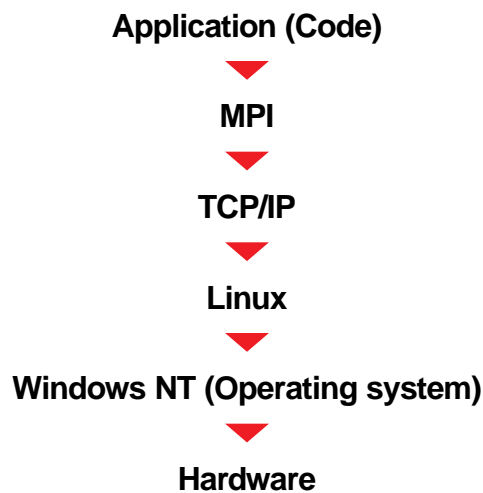 Application (Code)
MPI
TCP/IP
Linux
Windows NT (Operating system)
Hardware